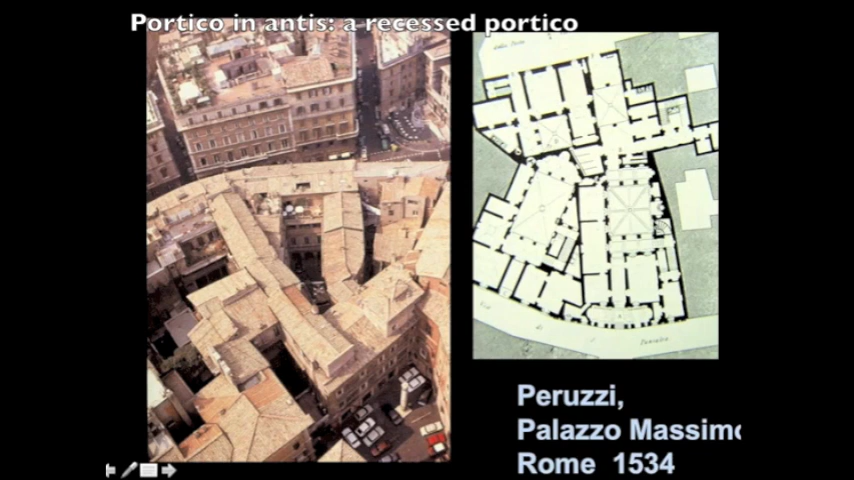 Portico in antis: a recessed portico
Peruzzi,
Palazzo Massimo
Rome 1534